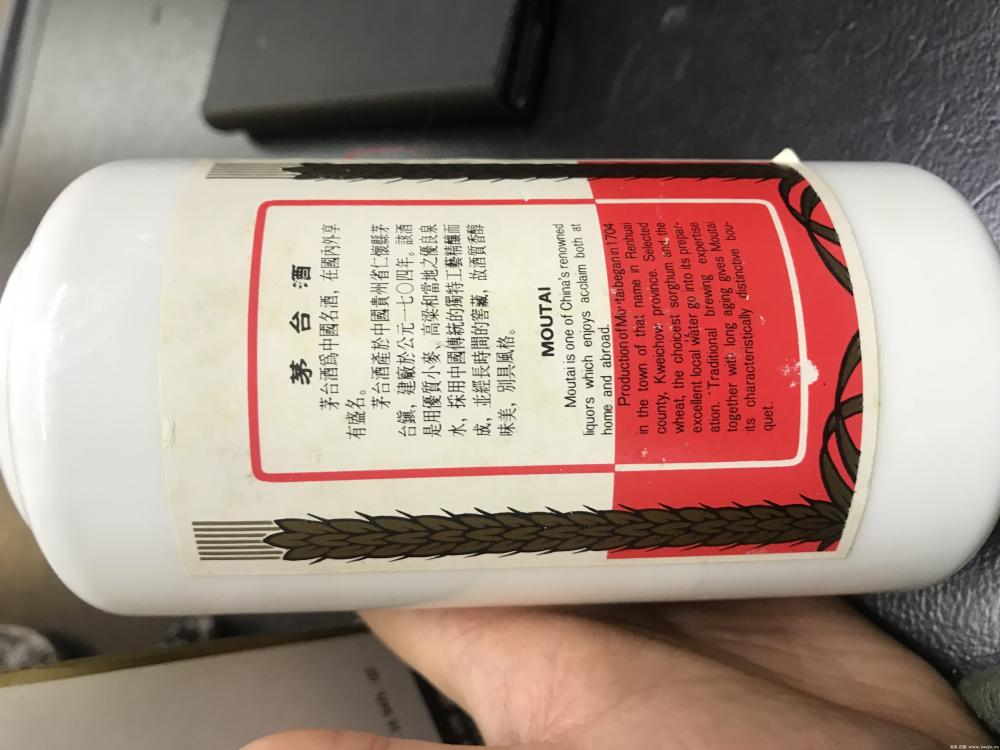 茅台酒
茅台酒爲中國名酒，在國內外享
有盛名。
茅台酒產於中國貴州省仁懷縣茅
台鎮，建廠於公元一七〇四年。該酒
是用優質小麥、高粱和當地之優良泉
水，採用中國傳統的獨特工藝精釀而
成，並經長時間的窖藏，故酒質香醇
味美，別具風格。
MOUTAI
Moutai is one of China's renowned
liquors which enjoys acclaim both at
home and abroad.
Production of Moutai began in 1704
in the town of that name in Renhuai
county, Kweichow province. Selected
wheat, the choicest sorghum and the
excellent local water go into its prepar-
ation. Traditional brewing expertise
together with long aging gives Moutai
its characteristically distinctive bou-
quet.